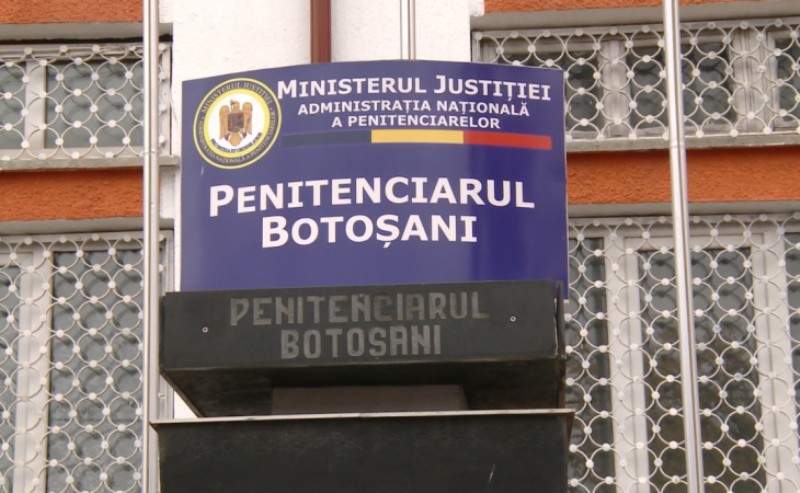 MINISTERUL JUSTIȚIEI
ADMINISTRAȚIA NAȚIONALĂ
A PENITENCIARELOR
PENITENCIARUL
BOTOȘANI
PENITENCIARUL
BOTOȘANI